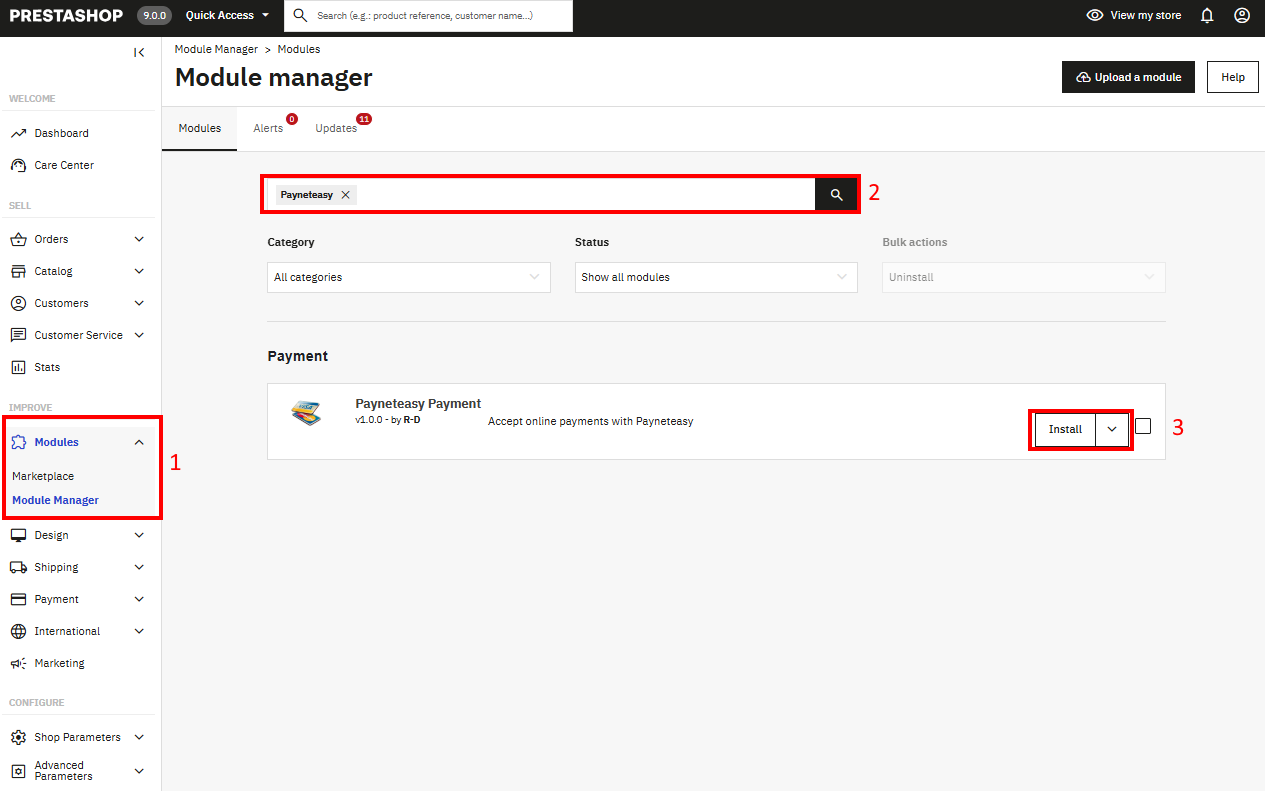 PRESTASHOP 9.0.0 Quick Access Search (e.g.: product reference, customer name...) View my store
Module Manager > Modules
Module manager
Upload a module Help
Modules Alerts 0 Updates 11
WELCOME
Dashboard
Care Center
SELL
Orders
Catalog
Customers
Customer Service
Stats
IMPROVE
Modules
Marketplace
Module Manager
1
Design
Shipping
Payment
International
Marketing
CONFIGURE
Shop Parameters
Advanced
Parameters
Payneteasy 2
Category Status Bulk actions
All categories Show all modules Uninstall
Payment
Payneteasy Payment
v1.0.0 - by R-D
Accept online payments with Payneteasy
Install 3